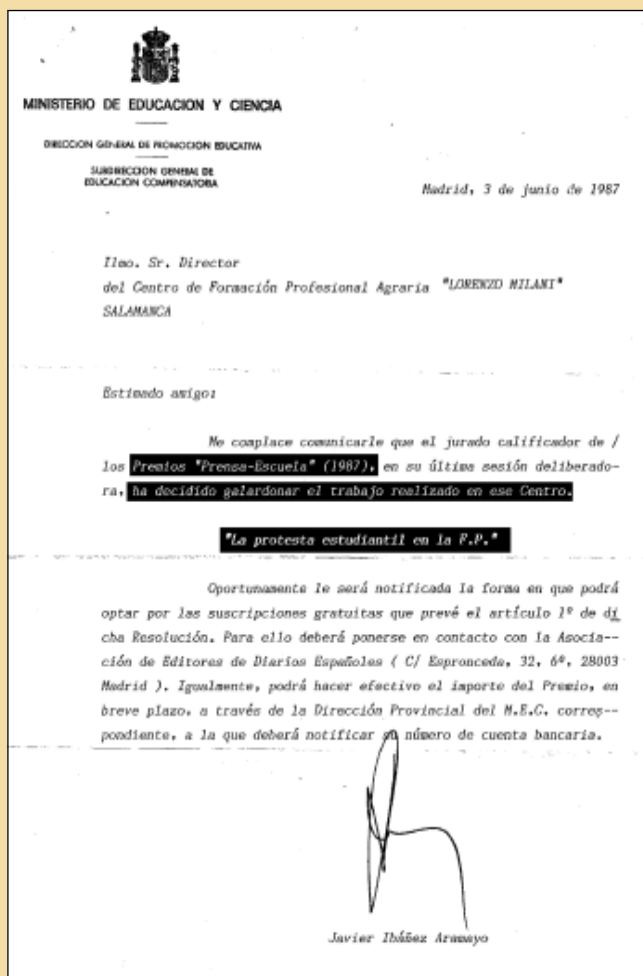 MINISTERIO DE EDUCACION Y CIENCIA
DIRECCION GENERAL DE PROMOCION EDUCATIVA
SUBDIRECCION GENERAL DE
EDUCACION COMPENSATORIA
Madrid, 3 de junio de 1987
Ilmo. Sr. Director
del Centro de Formación Profesional Agraria "LORENZO MILANI"
SALAMANCA
Estimado amigo:
Me complace comunicarle que el jurado calificador de /
los Premios "Prensa-Escuela" (1987), en su última sesión deliberado-
ra, ha decidido galardonar el trabajo realizado en ese Centro.
"La protesta estudiantil en la F.P."
Oportunamente le será notificada la forma en que podrá
optar por las suscripciones gratuitas que prevé el artículo 1º de di
cha Resolución. Para ello deberá ponerse en contacto con la Asocia--
ción de Editores de Diarios Españoles ( C/ Espronceda, 32, 6º, 28003
Madrid ). Igualmente, podrá hacer efectivo el importe del Premio, en
breve plazo, a través de la Dirección Provincial del M.E.C. corres--
pondiente, a la que deberá notificar su número de cuenta bancaria.
Javier Ibáñez Aramayo